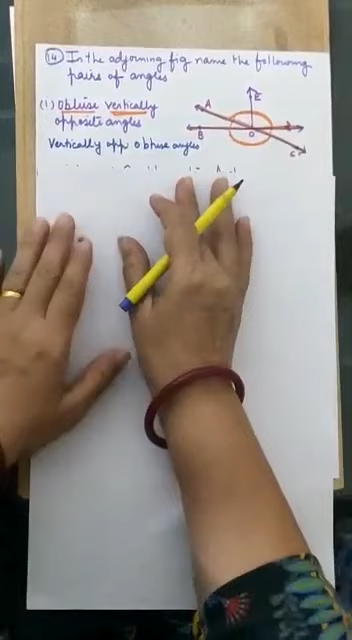 14 In the adjoining fig name the following
pairs of angles
(1) Obtuse vertically
opposite angles
Vertically opp obtuse angles
A
E
B
O
C